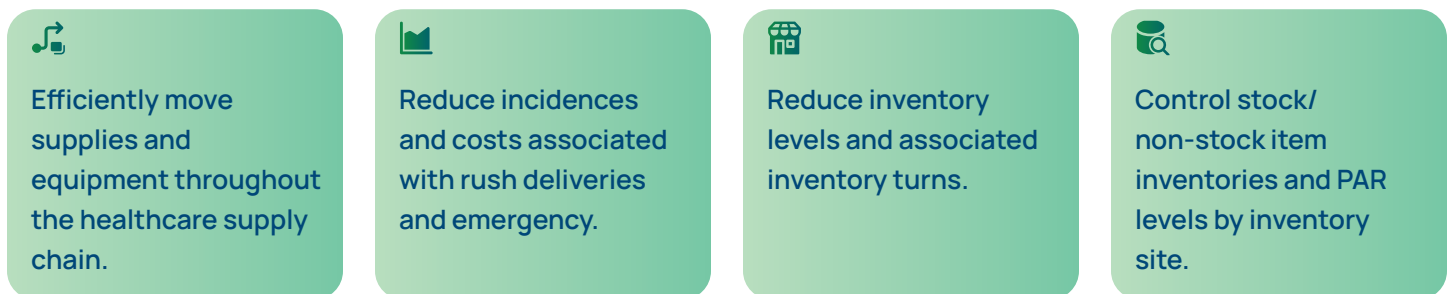 Efficiently move
supplies and
equipment throughout
the healthcare supply
chain.
Reduce incidences
and costs associated
with rush deliveries
and emergency.
Reduce inventory
levels and associated
inventory turns.
Control stock/
non-stock item
inventories and PAR
levels by inventory
site.